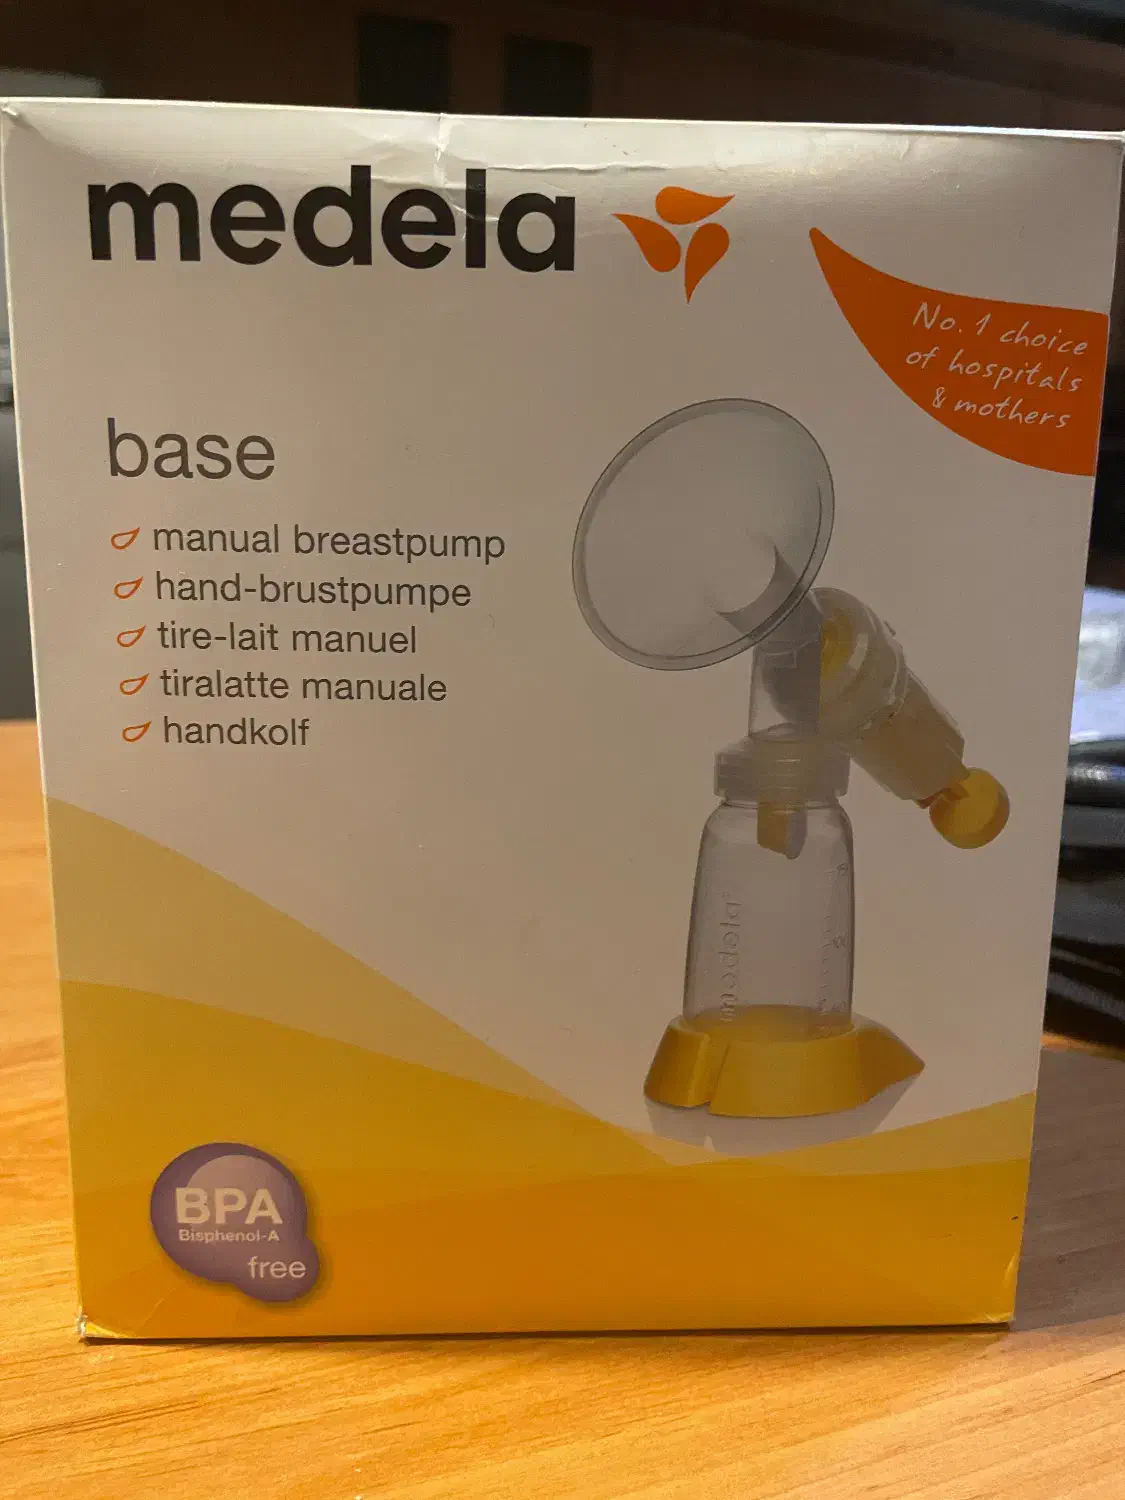 medela
No. 1 choice
of hospitals
& mothers
base
manual breastpump
hand-brustpumpe
tire-lait manuel
tiralatte manuale
handkolf
medela
BPA
Bisphenol-A
free